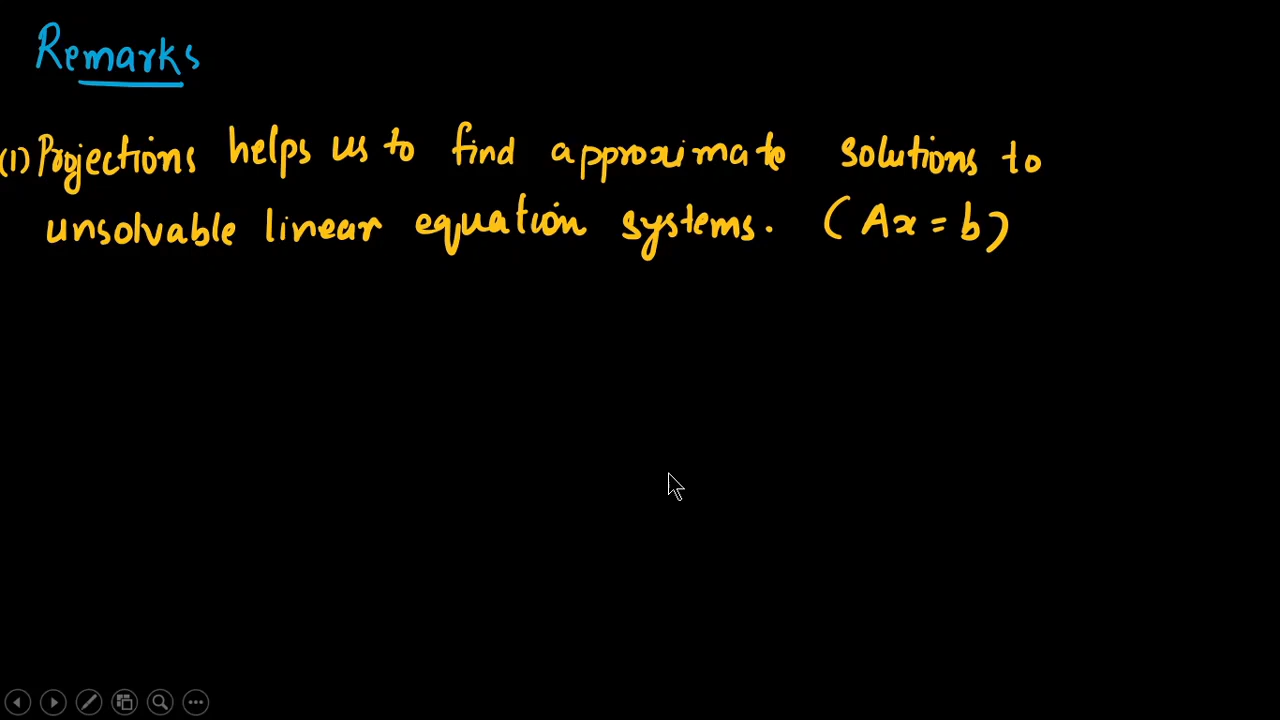 Remarks
(1) Projections helps us to find approximate solutions to
unsolvable linear equation systems. (Ax = b)